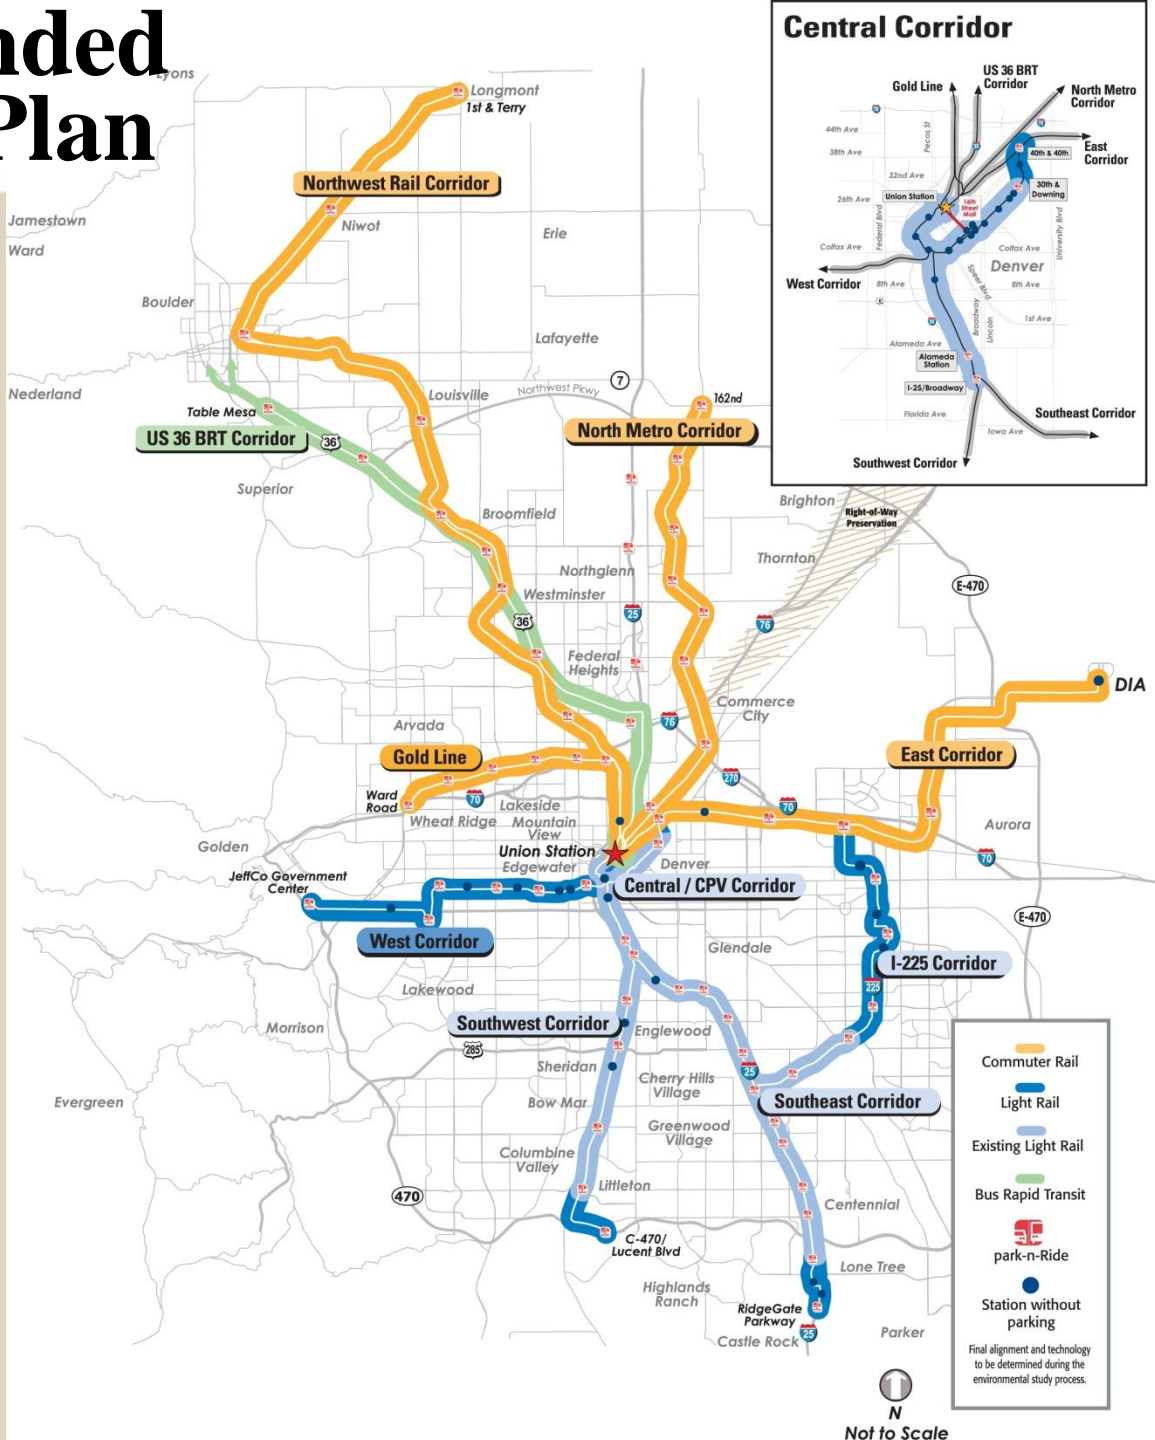 nded
Plan
Lyons
Longmont
1st & Terry
Northwest Rail Corridor
Jamestown
Ward
Niwot
Erie
Boulder
Lafayette
Nederland
Louisville
Northwest Pkwy
7
162nd
Table Mesa
US 36 BRT Corridor
36
North Metro Corridor
Superior
Broomfield
Brighton
Right-of-Way
Preservation
Thornton
Northglenn
Westminster
E-470
25
36
76
Federal
Heights
DIA
Commerce
City
76
Arvada
Gold Line
East Corridor
270
70
Ward
Road
70
Lakeside
Wheat Ridge
Mountain
View
Aurora
Golden
Union Station
Edgewater
Denver
70
JeffCo Government
Center
Central / CPV Corridor
E-470
West Corridor
Glendale
I-225 Corridor
Lakewood
225
Morrison
Southwest Corridor
Englewood
285
Sheridan
25
Cherry Hills
Village
Evergreen
Bow Mar
Southeast Corridor
Greenwood
Village
Columbine
Valley
Littleton
470
Centennial
C-470/
Lucent Blvd
Lone Tree
Highlands
Ranch
RidgeGate
Parkway
25
Castle Rock
Parker
N
Not to Scale
Central Corridor
Gold Line
US 36 BRT
Corridor
North Metro
Corridor
Pecos St
44th Ave
38th Ave
40th & 40th
East
Corridor
32nd Ave
30th &
Downing
26th Ave
Union Station
16th
Street
Mall
Federal Blvd
University Blvd
Colfax Ave
Colfax Ave
Denver
West Corridor
8th Ave
Speer Blvd
8th Ave
Broadway
Lincoln
1st Ave
Alameda Ave
Alameda
Station
I-25/Broadway
Florida Ave
Southeast Corridor
Iowa Ave
Southwest Corridor
Commuter Rail
Light Rail
Existing Light Rail
Bus Rapid Transit
park-n-Ride
Station without
parking
Final alignment and technology
to be determined during the
environmental study process.